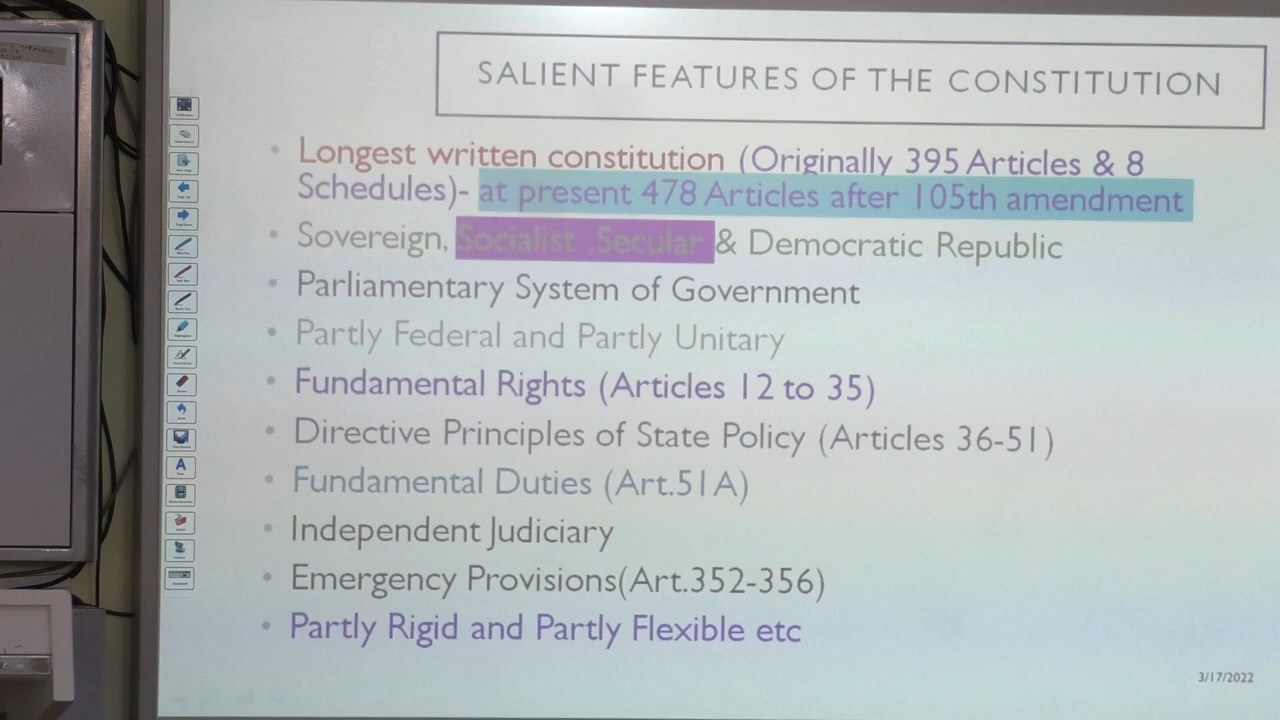 SALIENT FEATURES OF THE CONSTITUTION
• Longest written constitution (Originally 395 Articles & 8
Schedules)- at present 478 Articles after 105th amendment
• Sovereign, Socialist ,Secular & Democratic Republic
• Parliamentary System of Government
• Partly Federal and Partly Unitary
• Fundamental Rights (Articles 12 to 35)
• Directive Principles of State Policy (Articles 36-51)
• Fundamental Duties (Art.51A)
• Independent Judiciary
• Emergency Provisions(Art.352-356)
• Partly Rigid and Partly Flexible etc
3/17/2022